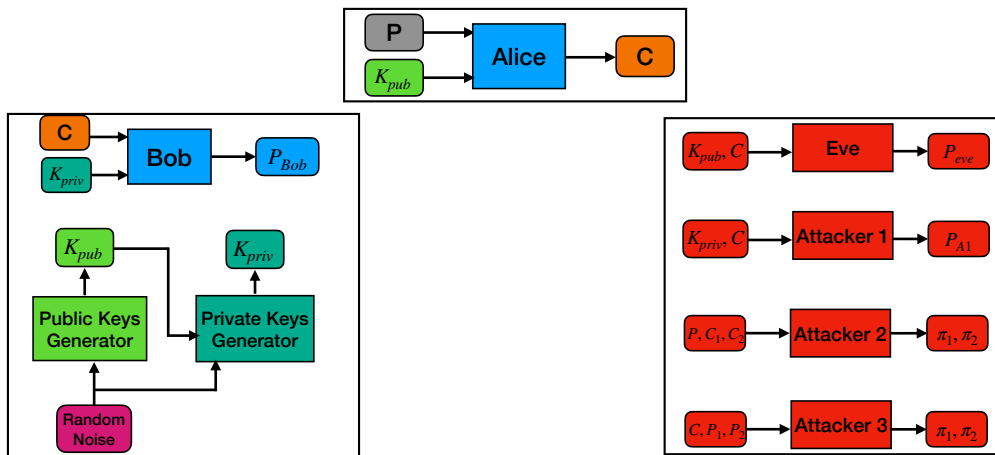 P
K_pub
Alice
C
C
K_priv
Bob
P_Bob
K_pub
K_priv
Public Keys
Generator
Private Keys
Generator
Random
Noise
K_pub, C
Eve
P_eve
K_priv, C
Attacker 1
P_A1
P, C_1, C_2
Attacker 2
π_1, π_2
C, P_1, P_2
Attacker 3
π_1, π_2